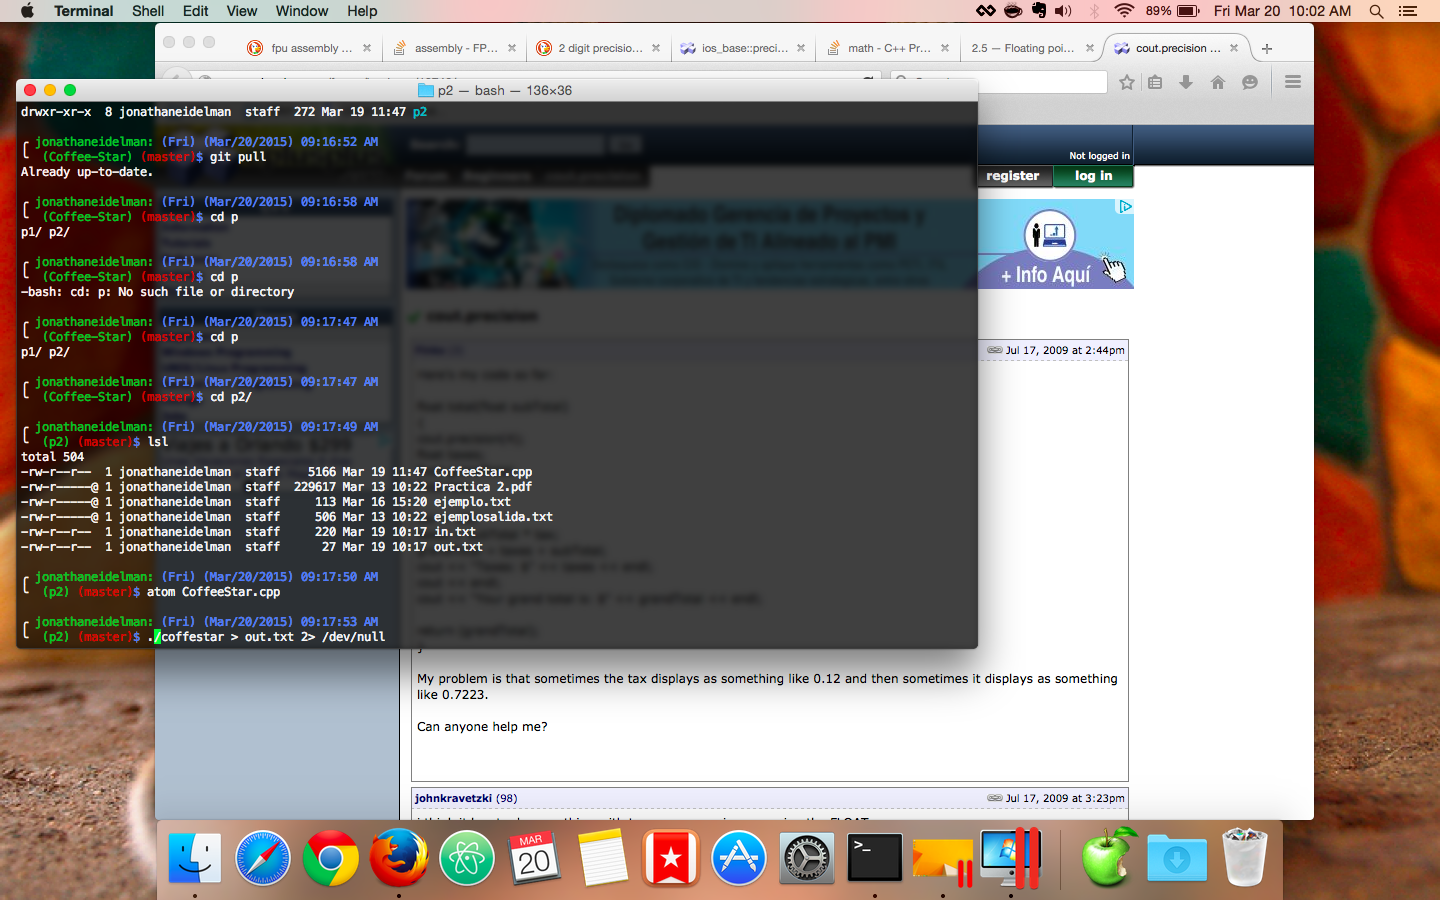 Terminal Shell Edit View Window Help 89% Fri Mar 20 10:02 AM
fpu assembly ... assembly - FP... 2 digit precisio... ios_base::preci... math - C++ Pr... 2.5 — Floating poi... cout.precision ...
p2 — bash — 136×36
drwxr-xr-x 8 jonathaneidelman staff 272 Mar 19 11:47 p2
jonathaneidelman: (Fri) (Mar/20/2015) 09:16:52 AM
(Coffee-Star) (master)$ git pull
Already up-to-date.
jonathaneidelman: (Fri) (Mar/20/2015) 09:16:58 AM
(Coffee-Star) (master)$ cd p
p1/ p2/
jonathaneidelman: (Fri) (Mar/20/2015) 09:16:58 AM
(Coffee-Star) (master)$ cd p
-bash: cd: p: No such file or directory
jonathaneidelman: (Fri) (Mar/20/2015) 09:17:47 AM
(Coffee-Star) (master)$ cd p
p1/ p2/
jonathaneidelman: (Fri) (Mar/20/2015) 09:17:47 AM
(Coffee-Star) (master)$ cd p2/
jonathaneidelman: (Fri) (Mar/20/2015) 09:17:49 AM
(p2) (master)$ lsl
total 504
-rw-r--r-- 1 jonathaneidelman staff 5166 Mar 19 11:47 CoffeeStar.cpp
-rw-r-----@ 1 jonathaneidelman staff 229617 Mar 13 10:22 Practica 2.pdf
-rw-r--r-- 1 jonathaneidelman staff 113 Mar 16 15:20 ejemplo.txt
-rw-r-----@ 1 jonathaneidelman staff 506 Mar 13 10:22 ejemplosalida.txt
-rw-r--r-- 1 jonathaneidelman staff 220 Mar 19 10:17 in.txt
-rw-r--r-- 1 jonathaneidelman staff 27 Mar 19 10:17 out.txt
jonathaneidelman: (Fri) (Mar/20/2015) 09:17:50 AM
(p2) (master)$ atom CoffeeStar.cpp
jonathaneidelman: (Fri) (Mar/20/2015) 09:17:53 AM
(p2) (master)$ ./coffestar > out.txt 2> /dev/null
Not logged in
register log in
Diplomado Gerencia de Proyectos y
Gestión de TI Alineado al PMI
+ Info Aquí
cout.precision
Jul 17, 2009 at 2:44pm
My problem is that sometimes the tax displays as something like 0.12 and then sometimes it displays as something
like 0.7223.
Can anyone help me?
johnkravetzki (98) Jul 17, 2009 at 3:23pm
MAR
20